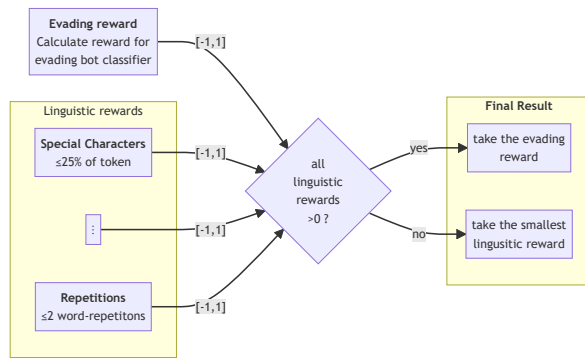 Evading reward
Calculate reward for
evading bot classifier
[-1,1]
Linguistic rewards
Special Characters
≤25% of token
[-1,1]
⋮
[-1,1]
Repetitions
≤2 word-repetitons
[-1,1]
all
linguistic
rewards
>0 ?
yes
no
Final Result
take the evading
reward
take the smallest
lingusitic reward